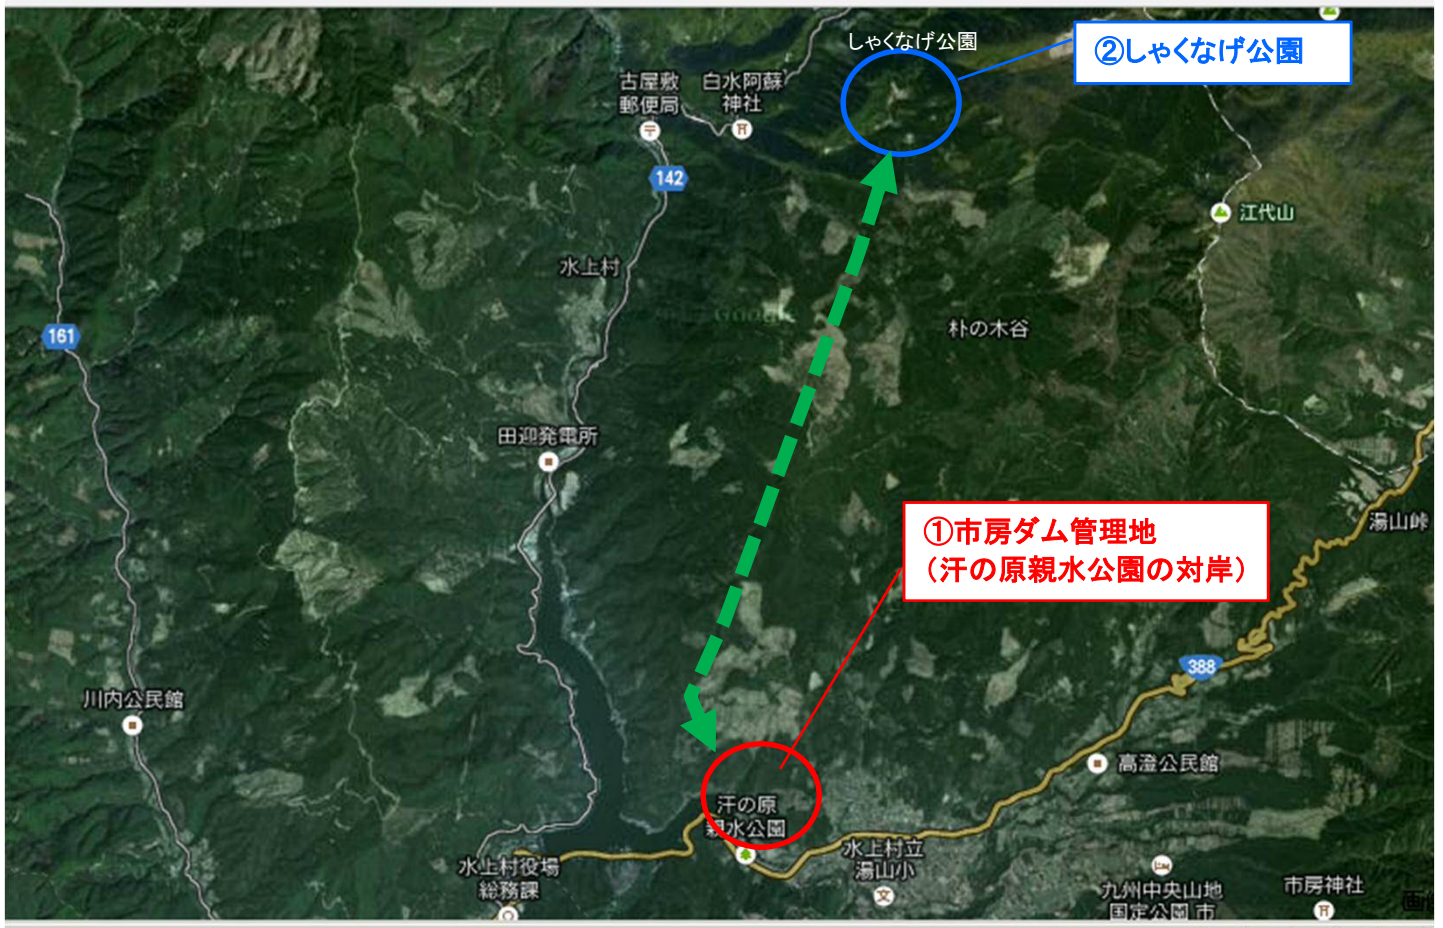 しゃくなげ公園
②しゃくなげ公園
古屋敷
郵便局
白水阿蘇
神社
142
江代山
水上村
Google
朴の木谷
161
田迎発電所
①市房ダム管理地
(汗の原親水公園の対岸)
湯山峠
388
川内公民館
高澄公民館
汗の原
親水公園
水上村立
湯山小
文
水上村役場
総務課
九州中央山地
国定公園 市
市房神社